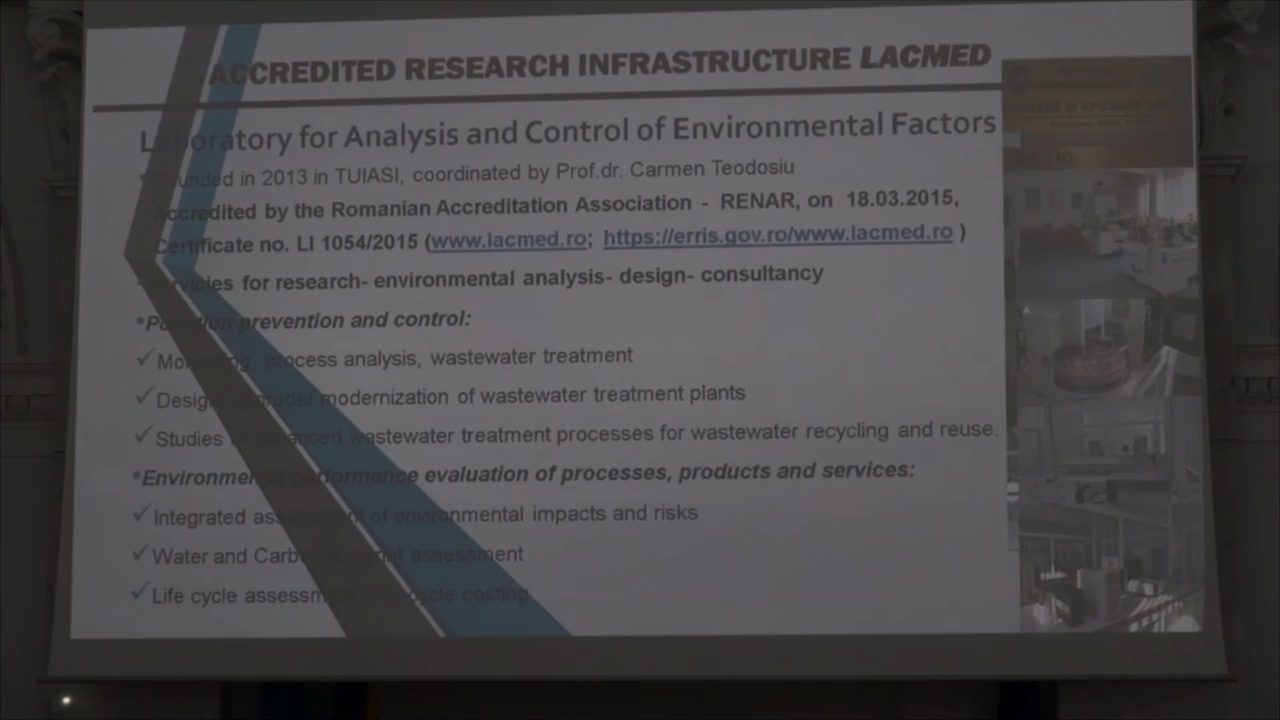 ACCREDITED RESEARCH INFRASTRUCTURE LACMED
Laboratory for Analysis and Control of Environmental Factors
Founded in 2013 in TUIASI, coordinated by Prof.dr. Carmen Teodosiu
Accredited by the Romanian Accreditation Association - RENAR, on 18.03.2015,
Certificate no. LI 1054/2015 (www.lacmed.ro; https://erris.gov.ro/www.lacmed.ro )
for research- environmental analysis- design- consultancy
•Pollution prevention and control:
✓ process analysis, wastewater treatment
✓Design modernization of wastewater treatment plants
✓Studies wastewater treatment processes for wastewater recycling and reuse.
•Environmental performance evaluation of processes, products and services:
✓Integrated assessment of environmental impacts and risks
✓Water and Carbon assessment
✓Life cycle assessment cycle costing